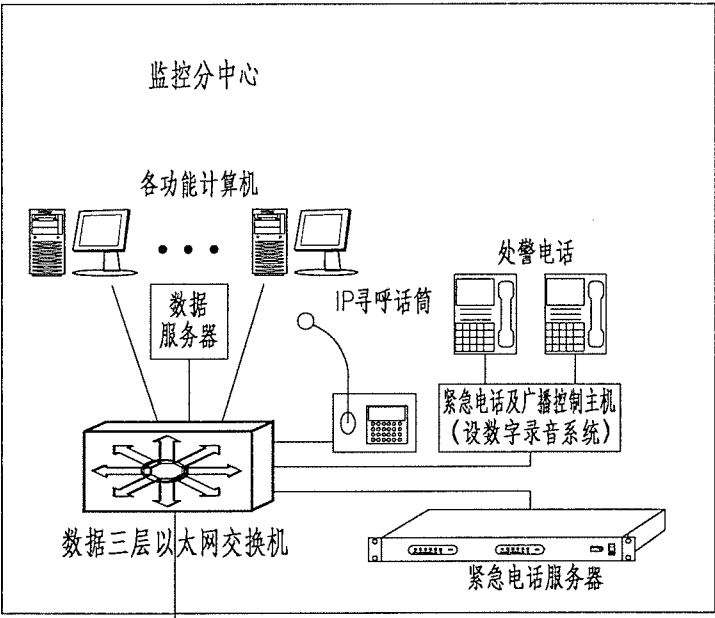 监控分中心
各功能计算机
处警电话
数据
服务器
IP寻呼话筒
紧急电话及广播控制主机
（设数字录音系统）
数据三层以太网交换机
紧急电话服务器